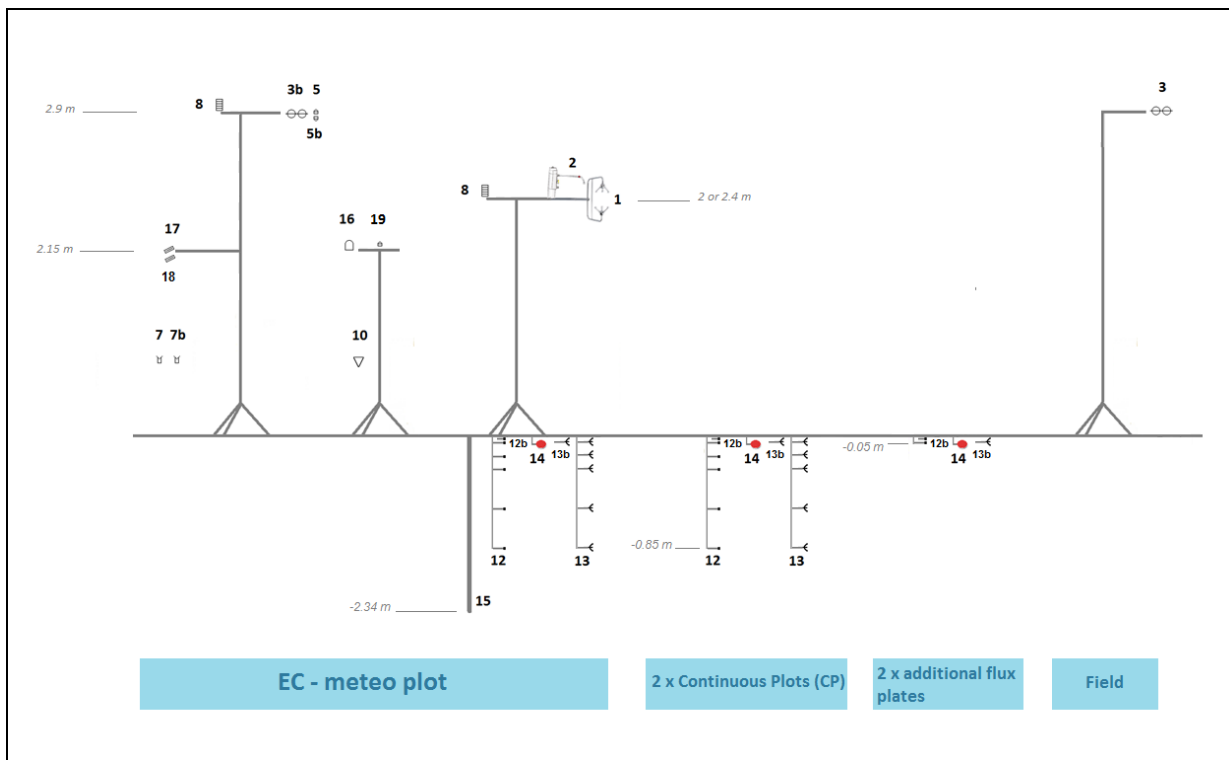 3b 5
3
8
2.9 m
5b
2
8
1
2 or 2.4 m
16 19
17
2.15 m
18
7 7b
10
12b
14
13b
12b
14
13b
-0.05 m
12b
14
13b
-0.85 m
12
13
12
13
15
-2.34 m
EC - meteo plot
2 x Continuous Plots (CP)
2 x additional flux
plates
Field